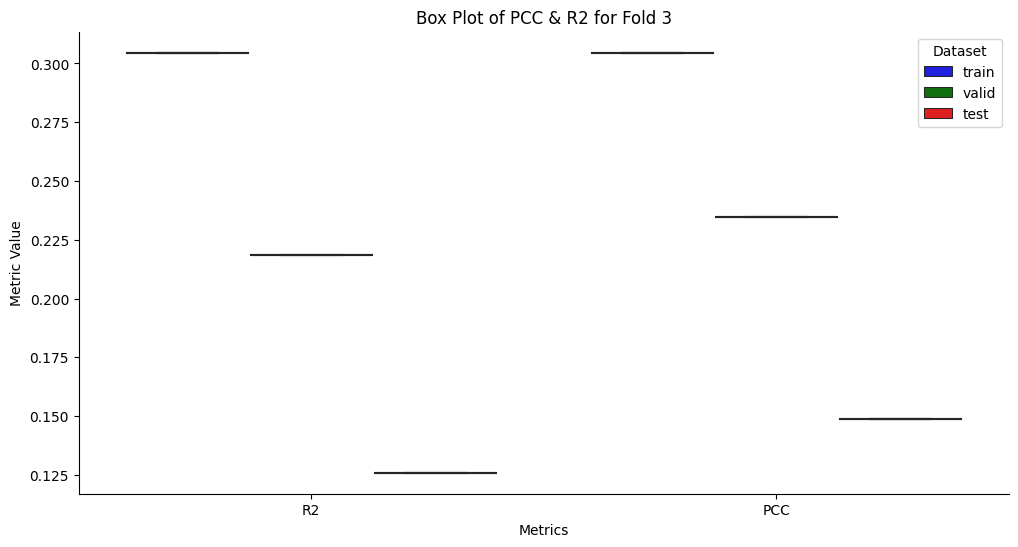 Box Plot of PCC & R2 for Fold 3
Dataset
train
valid
test
0.300
0.275
0.250
0.225
0.200
0.175
0.150
0.125
Metric Value
R2
PCC
Metrics